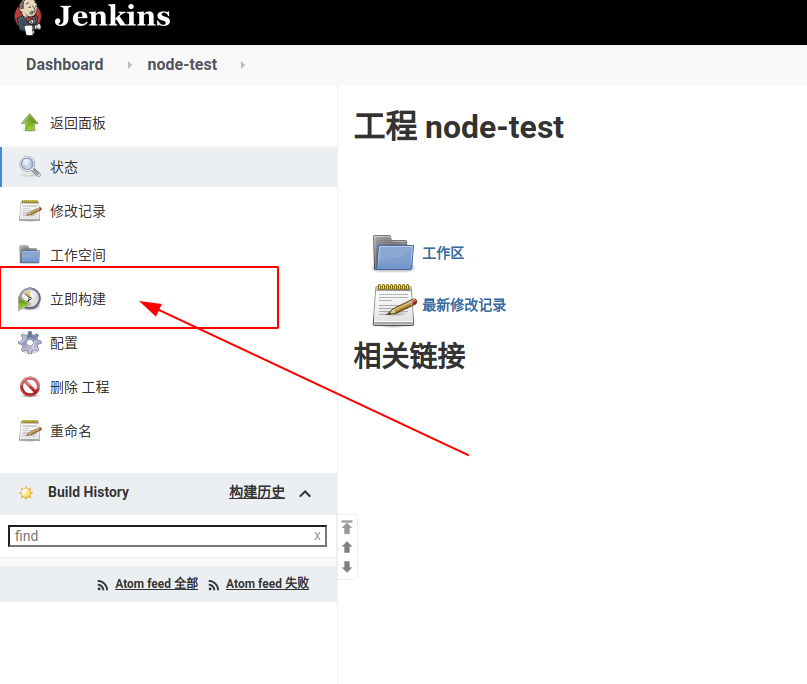 Jenkins
Dashboard node-test
返回面板
状态
修改记录
工作空间
立即构建
配置
删除 工程
重命名
Build History 构建历史
find x
Atom feed 全部 Atom feed 失败
工程 node-test
工作区
最新修改记录
相关链接